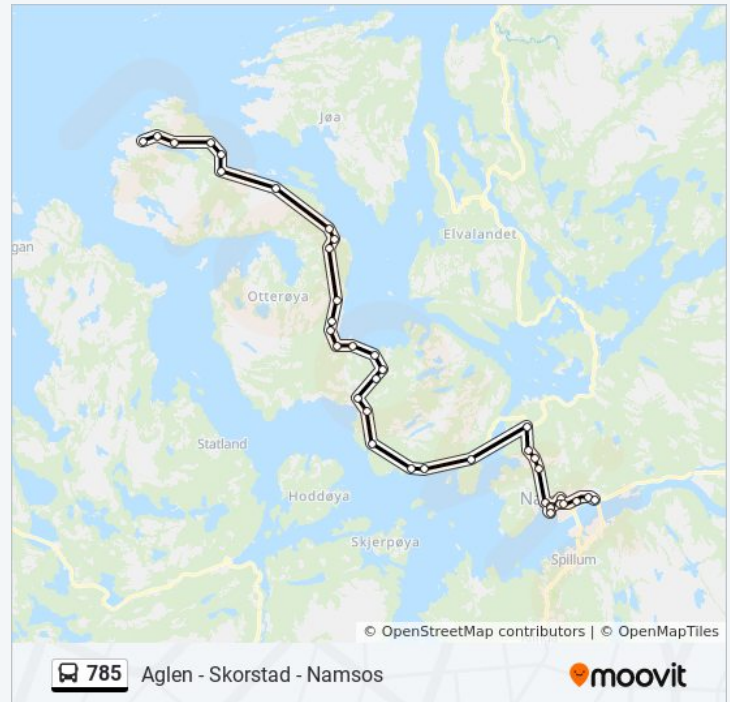 Jøa
Elvalandet
gan
Otterøya
Statland
Hoddøya
Na
Skjerpøya
Spillum
© OpenStreetMap contributors | © OpenMapTiles
785 Aglen - Skorstad - Namsos
moovit